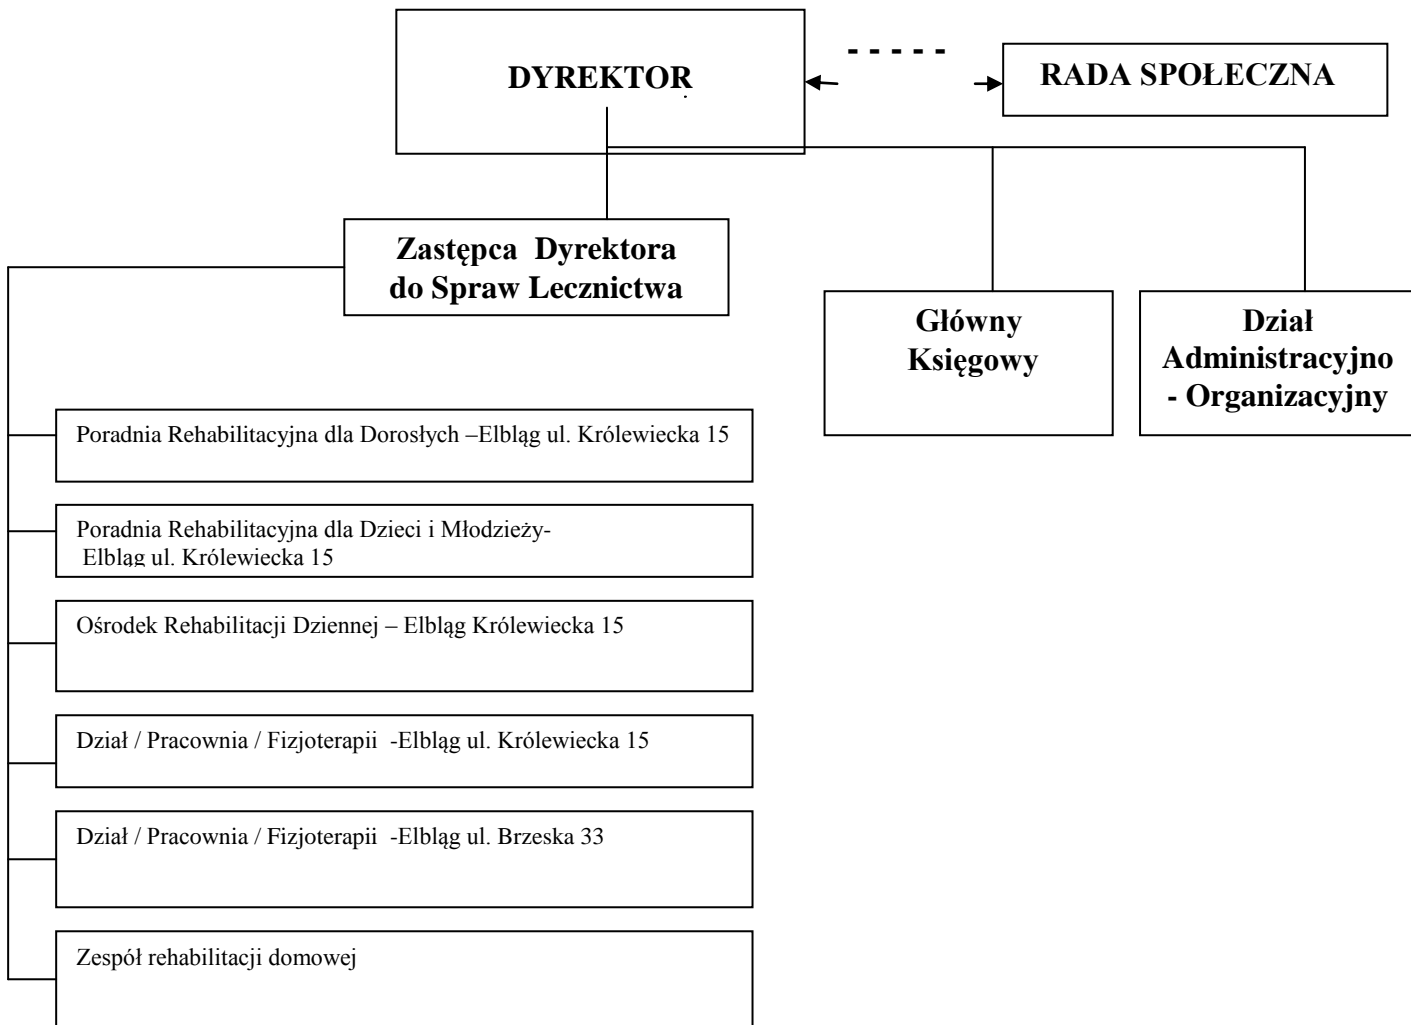 DYREKTOR
- - - - -
RADA SPOŁECZNA
Zastępca Dyrektora
do Spraw Lecznictwa
Główny
Księgowy
Dział
Administracyjno
- Organizacyjny
Poradnia Rehabilitacyjna dla Dorosłych –Elbląg ul. Królewiecka 15
Poradnia Rehabilitacyjna dla Dzieci i Młodzieży-
Elbląg ul. Królewiecka 15
Ośrodek Rehabilitacji Dziennej – Elbląg Królewiecka 15
Dział / Pracownia / Fizjoterapii -Elbląg ul. Królewiecka 15
Dział / Pracownia / Fizjoterapii -Elbląg ul. Brzeska 33
Zespół rehabilitacji domowej